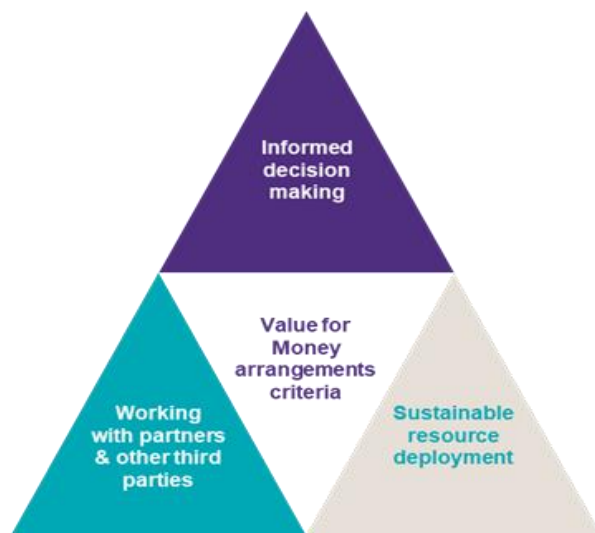 Informed
decision
making
Value for
Money
arrangements
criteria
Working
with partners
& other third
parties
Sustainable
resource
deployment